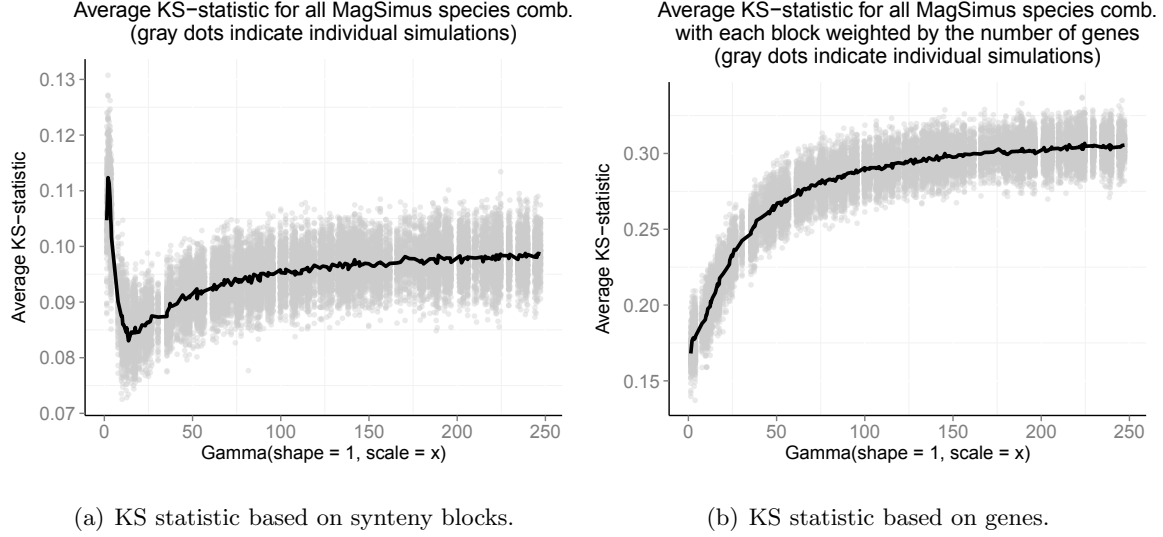 Average KS−statistic for all MagSimus species comb.
(gray dots indicate individual simulations)
0.13
0.12
0.11
0.10
0.09
0.08
0.07
Average KS−statistic
0 50 100 150 200 250
Gamma(shape = 1, scale = x)
(a) KS statistic based on synteny blocks.
Average KS−statistic for all MagSimus species comb.
with each block weighted by the number of genes
(gray dots indicate individual simulations)
0.30
0.25
0.20
0.15
Average KS−statistic
0 50 100 150 200 250
Gamma(shape = 1, scale = x)
(b) KS statistic based on genes.